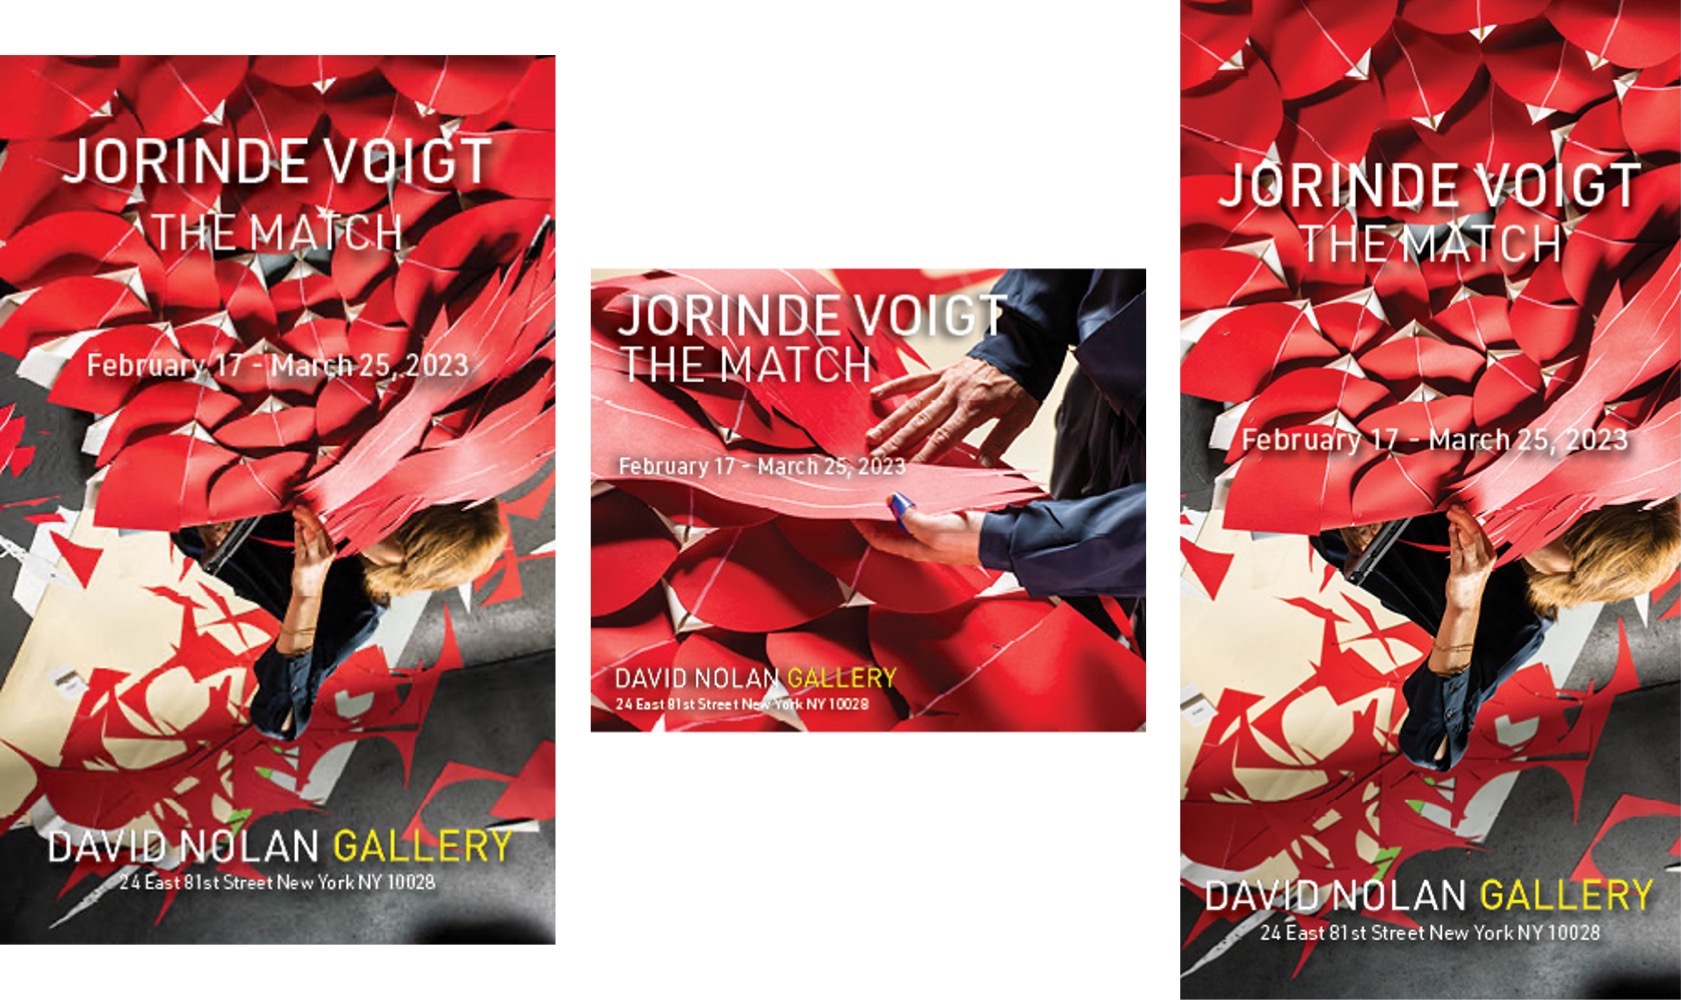 JORINDE VOIGT
THE MATCH
February 17 - March 25, 2023
DAVID NOLAN GALLERY
24 East 81st Street New York NY 10028
JORINDE VOIGT
THE MATCH
February 17 - March 25, 2023
DAVID NOLAN GALLERY
24 East 81st Street New York NY 10028
JORINDE VOIGT
THE MATCH
February 17 - March 25, 2023
DAVID NOLAN GALLERY
24 East 81st Street New York NY 10028